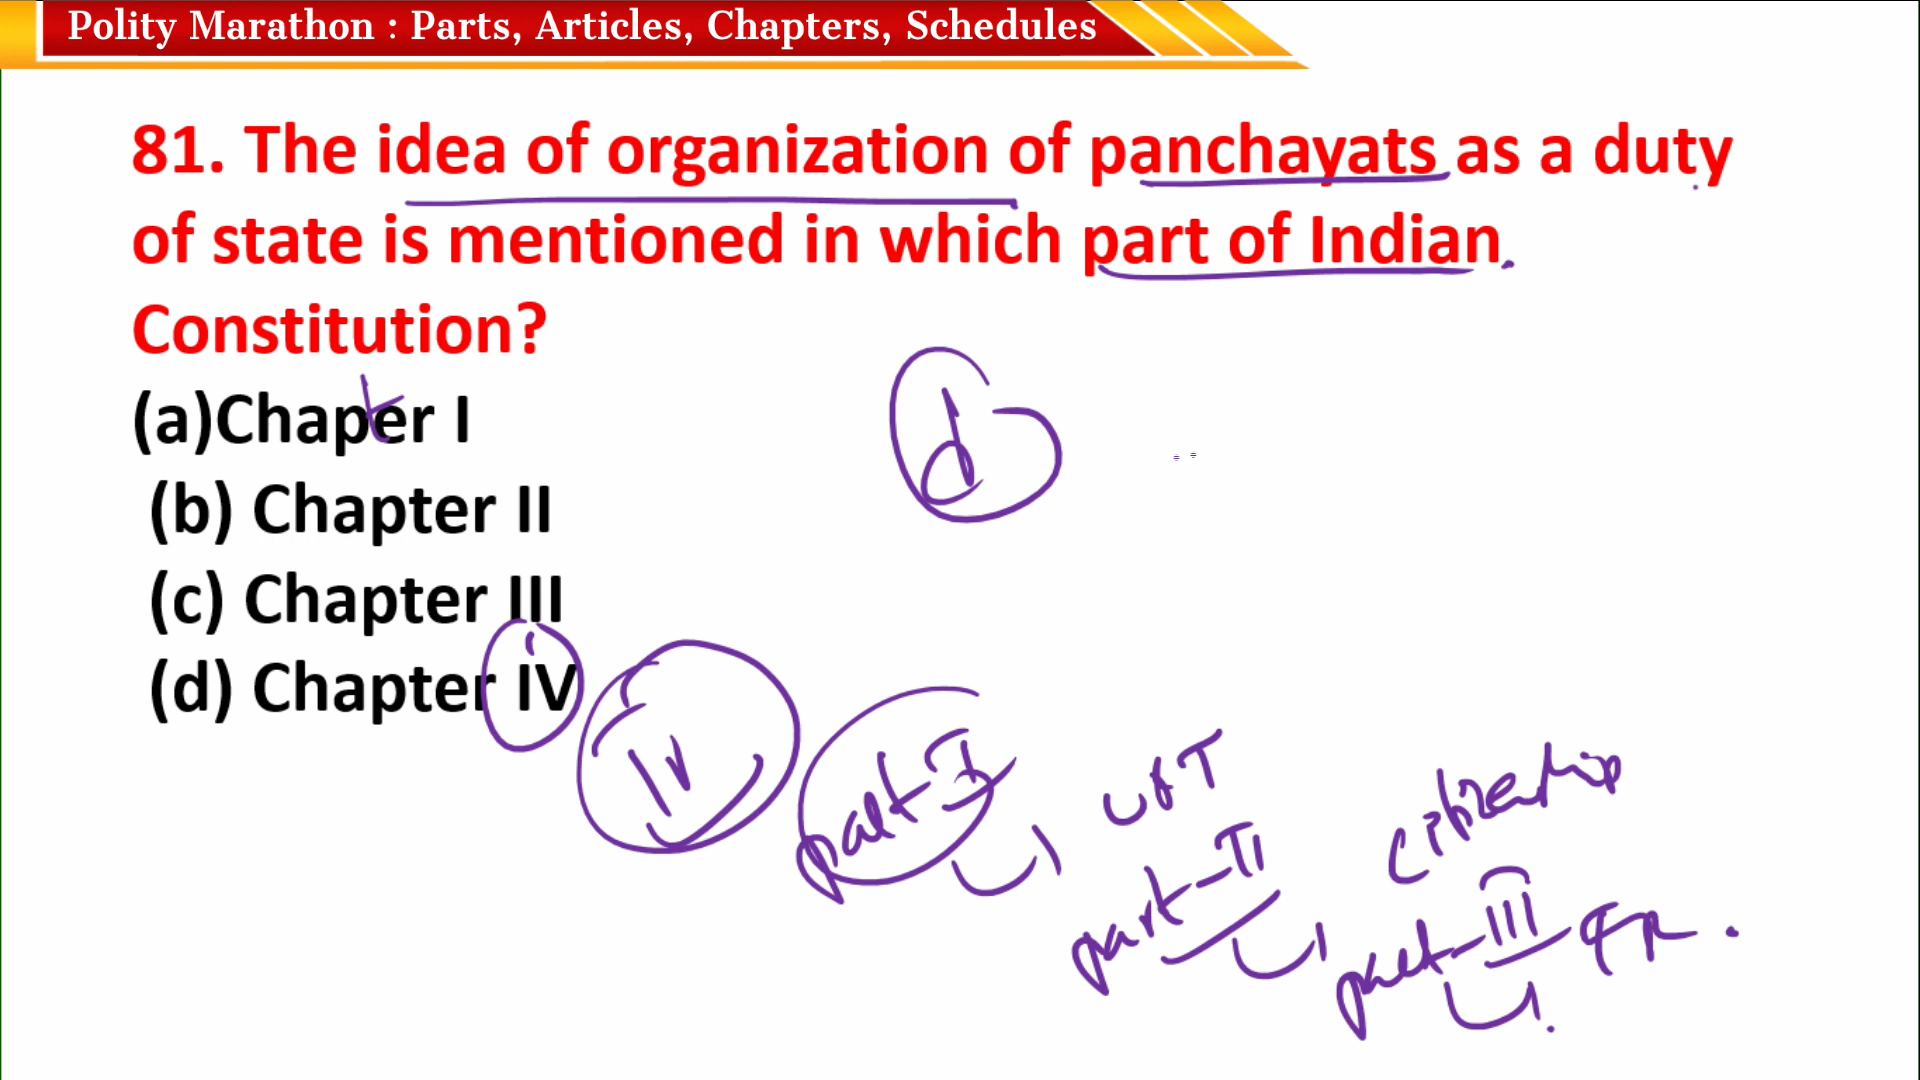 Polity Marathon : Parts, Articles, Chapters, Schedules
81. The idea of organization of panchayats as a duty
of state is mentioned in which part of Indian
Constitution?
(a)Chaper I
t
(b) Chapter II
(c) Chapter III
(d) Chapter IV
d
IV
part I
U&T
part-II
citizenship
part-III FR.